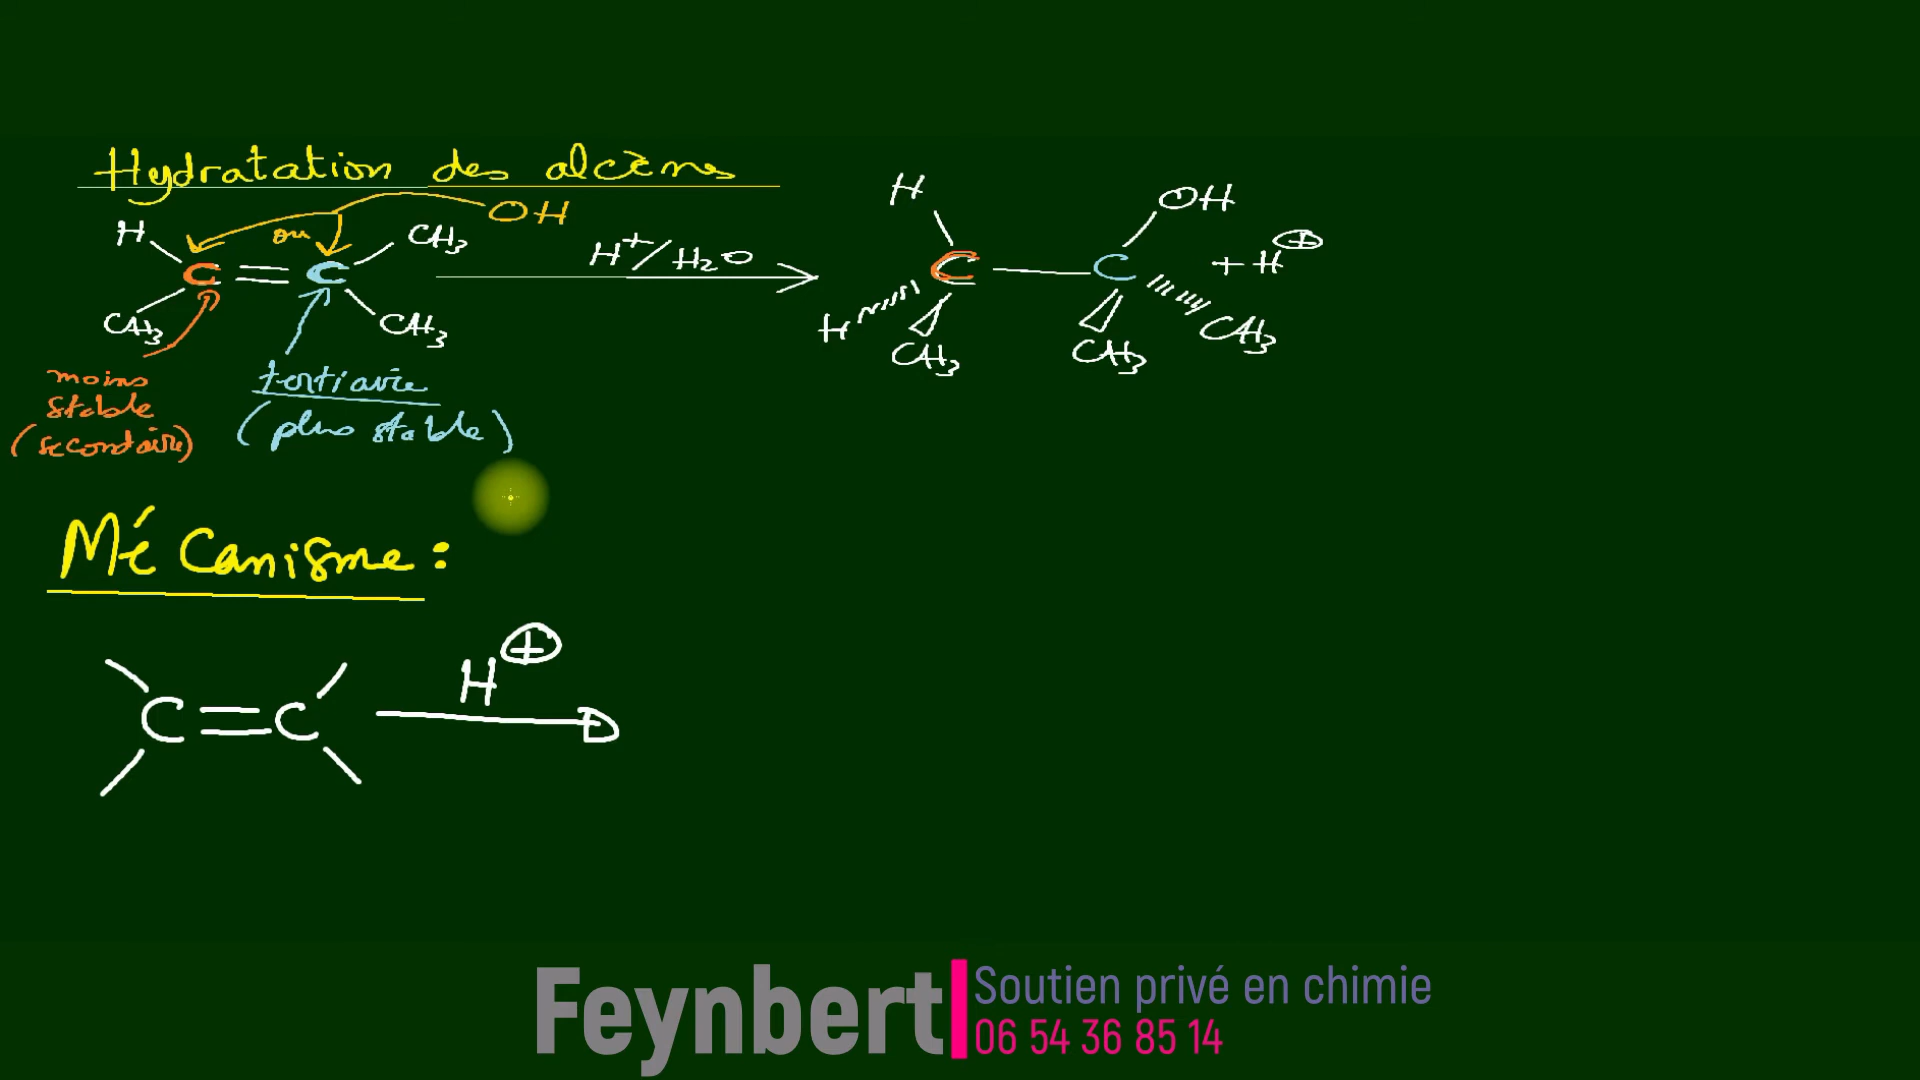 Hydratation des alcènes
OH
H
ou
CH3
C = C
CH3
CH3
H+/H2O
moins
stable
(secondaire)
tertiaire
(plus stable)
H
OH
C
C
+ H⊕
H
CH3
CH3
CH3
Mécanisme :
C = C
H⊕
Feynbert
Soutien privé en chimie
06 54 36 85 14